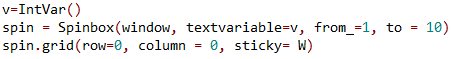 v=IntVar()
spin = Spinbox(window, textvariable=v, from_=1, to = 10)
spin.grid(row=0, column = 0, sticky= W)